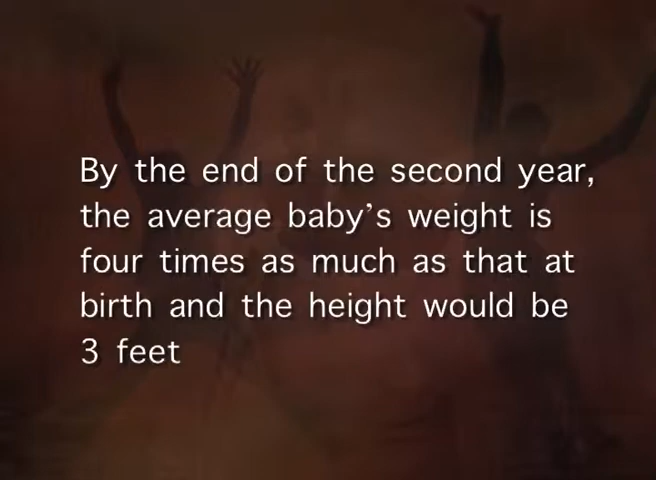 By the end of the second year,
the average baby’s weight is
four times as much as that at
birth and the height would be
3 feet